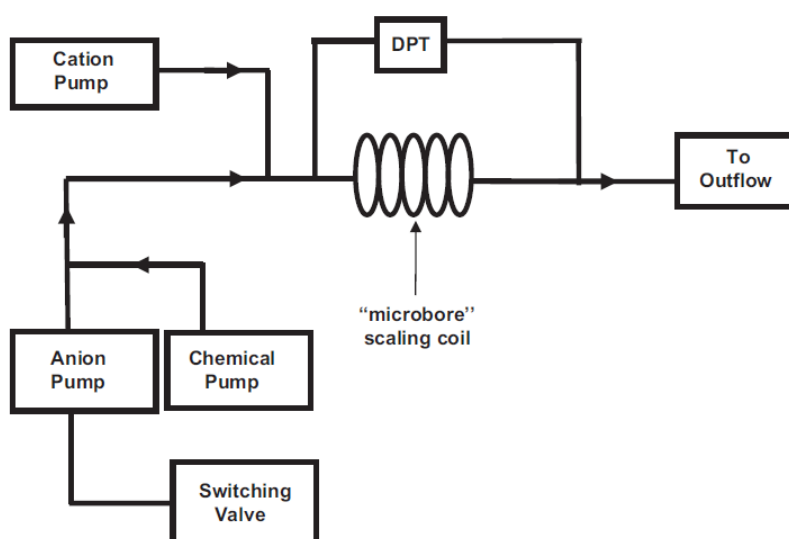 DPT
Cation
Pump
To
Outflow
“microbore’’
scaling coil
Anion
Pump
Chemical
Pump
Switching
Valve